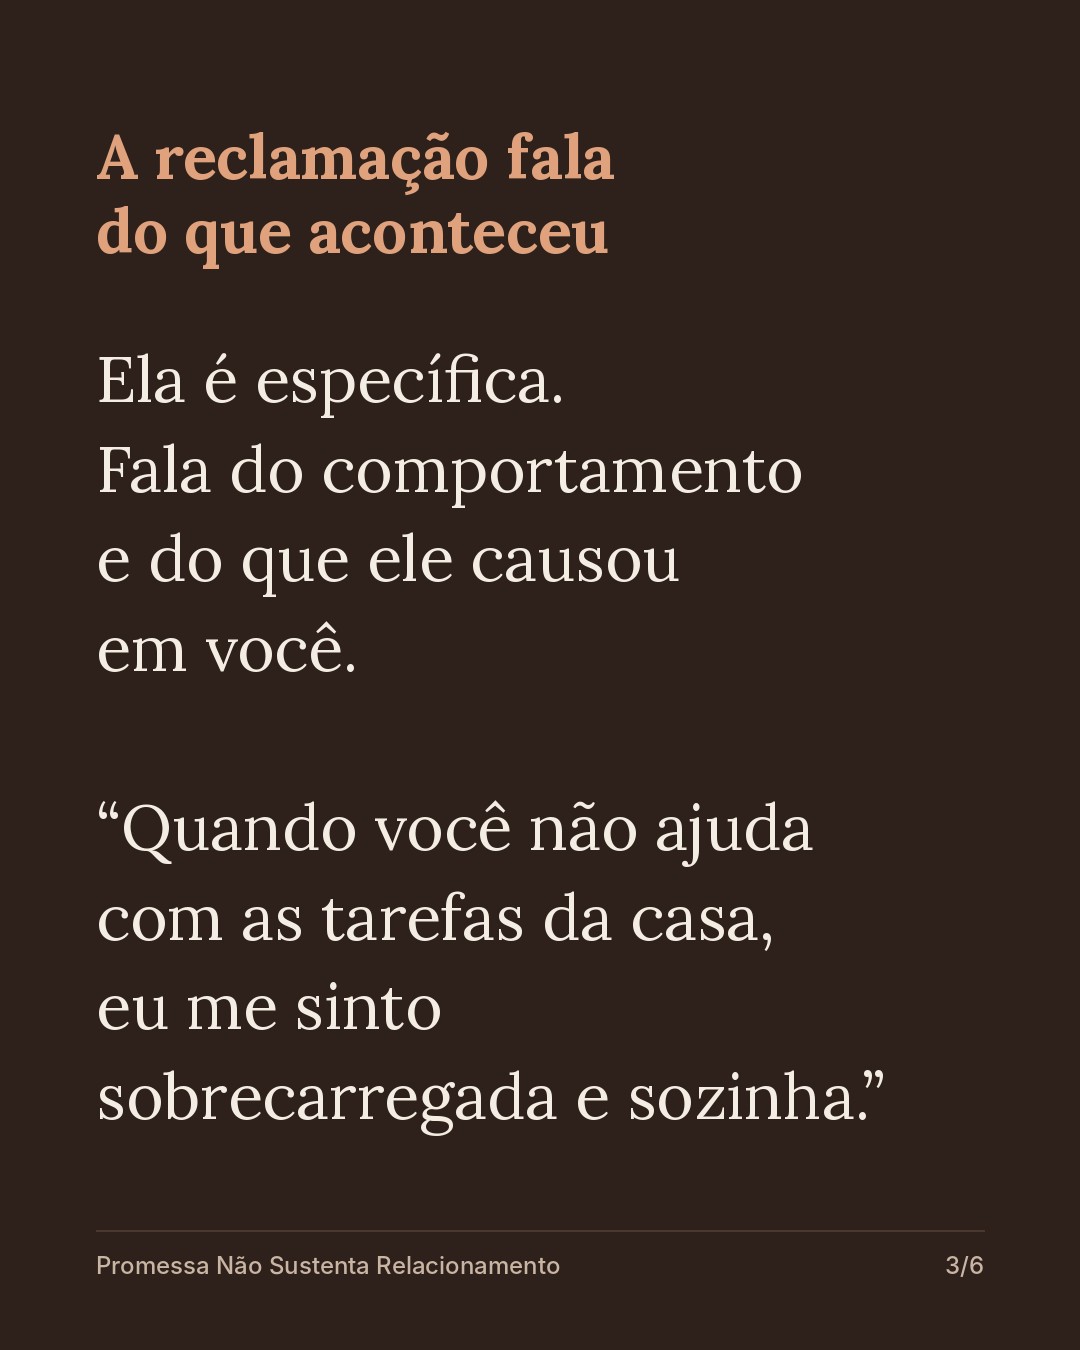 A reclamação fala
do que aconteceu
Ela é específica.
Fala do comportamento
e do que ele causou
em você.
“Quando você não ajuda
com as tarefas da casa,
eu me sinto
sobrecarregada e sozinha.”
Promessa Não Sustenta Relacionamento 3/6